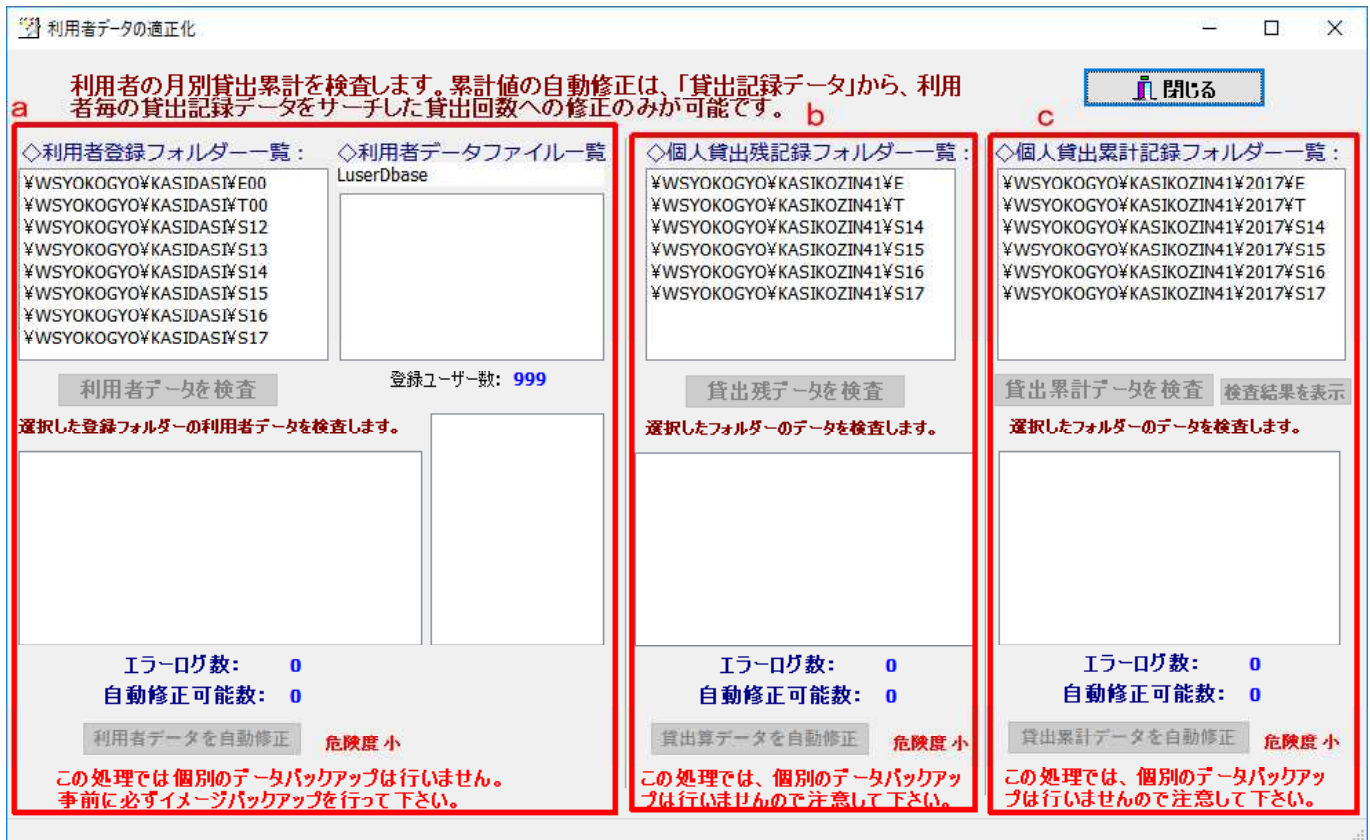 利用者データの適正化
利用者の月別貸出累計を検査します。累計値の自動修正は、「貸出記録データ」から、利用
者毎の貸出記録データをサーチした貸出回数への修正のみが可能です。
閉じる
a
◇利用者登録フォルダー一覧：
¥WSYOKOGYO¥KASIDASI¥E00
¥WSYOKOGYO¥KASIDASI¥T00
¥WSYOKOGYO¥KASIDASI¥S12
¥WSYOKOGYO¥KASIDASI¥S13
¥WSYOKOGYO¥KASIDASI¥S14
¥WSYOKOGYO¥KASIDASI¥S15
¥WSYOKOGYO¥KASIDASI¥S16
¥WSYOKOGYO¥KASIDASI¥S17
◇利用者データファイル一覧
LuserDbase
利用者データを検査
登録ユーザー数: 999
選択した登録フォルダーの利用者データを検査します。
エラーログ数: 0
自動修正可能数: 0
利用者データを自動修正
危険度 小
この処理では個別のデータバックアップは行いません。
事前に必ずイメージバックアップを行って下さい。
b
◇個人貸出残記録フォルダー一覧：
¥WSYOKOGYO¥KASIKOZIN41¥E
¥WSYOKOGYO¥KASIKOZIN41¥T
¥WSYOKOGYO¥KASIKOZIN41¥S14
¥WSYOKOGYO¥KASIKOZIN41¥S15
¥WSYOKOGYO¥KASIKOZIN41¥S16
¥WSYOKOGYO¥KASIKOZIN41¥S17
貸出残データを検査
選択したフォルダーのデータを検査します。
エラーログ数: 0
自動修正可能数: 0
貸出算データを自動修正
危険度 小
この処理では、個別のデータバックアッ
プは行いませんので注意して下さい。
c
◇個人貸出累計記録フォルダー一覧：
¥WSYOKOGYO¥KASIKOZIN41¥2017¥E
¥WSYOKOGYO¥KASIKOZIN41¥2017¥T
¥WSYOKOGYO¥KASIKOZIN41¥2017¥S14
¥WSYOKOGYO¥KASIKOZIN41¥2017¥S15
¥WSYOKOGYO¥KASIKOZIN41¥2017¥S16
¥WSYOKOGYO¥KASIKOZIN41¥2017¥S17
貸出累計データを検査
検査結果を表示
選択したフォルダーのデータを検査します。
エラーログ数: 0
自動修正可能数: 0
貸出累計データを自動修正
危険度 小
この処理では、個別のデータバックアッ
プは行いませんので注意して下さい。